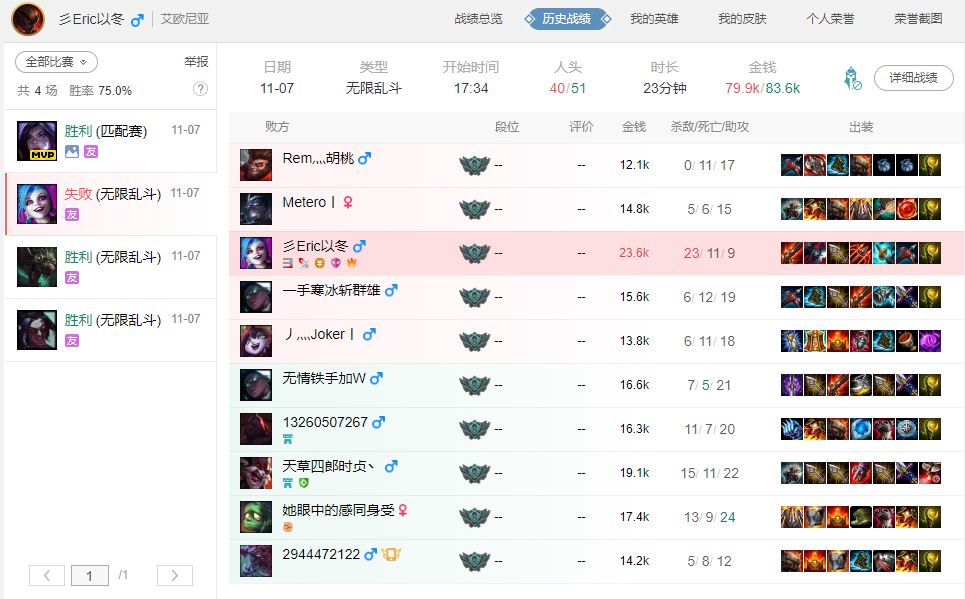 彡Eric以冬 艾欧尼亚
战绩总览 历史战绩 我的英雄 我的皮肤 个人荣誉 荣誉截图
全部比赛 举报
共 4 场 胜率 75.0% ?
胜利 (匹配赛) 11-07
MVP 友
失败 (无限乱斗) 11-07
友
胜利 (无限乱斗) 11-07
友
胜利 (无限乱斗) 11-07
友
1 /1
日期 类型 开始时间 人头 时长 金钱
11-07 无限乱斗 17:34 40/51 23分钟 79.9k/83.6k
详细战绩
败方 段位 评价 金钱 杀敌/死亡/助攻 出装
Rem灬胡桃 -- -- 12.1k 0/ 11/ 17
Metero丨 -- -- 14.8k 5/ 6/ 15
彡Eric以冬 -- -- 23.6k 23/ 11/ 9
一手寒冰斩群雄 -- -- 15.6k 6/ 12/ 19
丿灬Joker丨 -- -- 13.8k 6/ 11/ 18
无情铁手加W -- -- 16.6k 7/ 5/ 21
13260507267 -- -- 16.3k 11/ 7/ 20
天草四郎时贞丶 -- -- 19.1k 15/ 11/ 22
她眼中的感同身受 -- -- 17.4k 13/ 9/ 24
2944472122 -- -- 14.2k 5/ 8/ 12